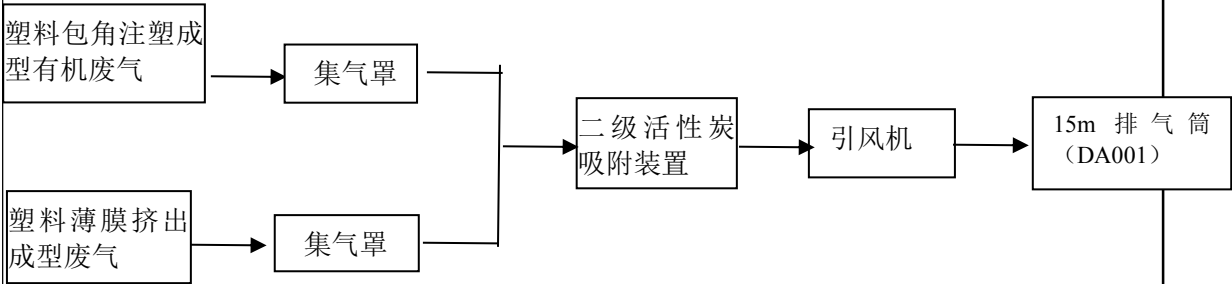 塑料包角注塑成
型有机废气
集气罩
二级活性炭
吸附装置
引风机
15m 排气筒
（DA001）
塑料薄膜挤出
成型废气
集气罩